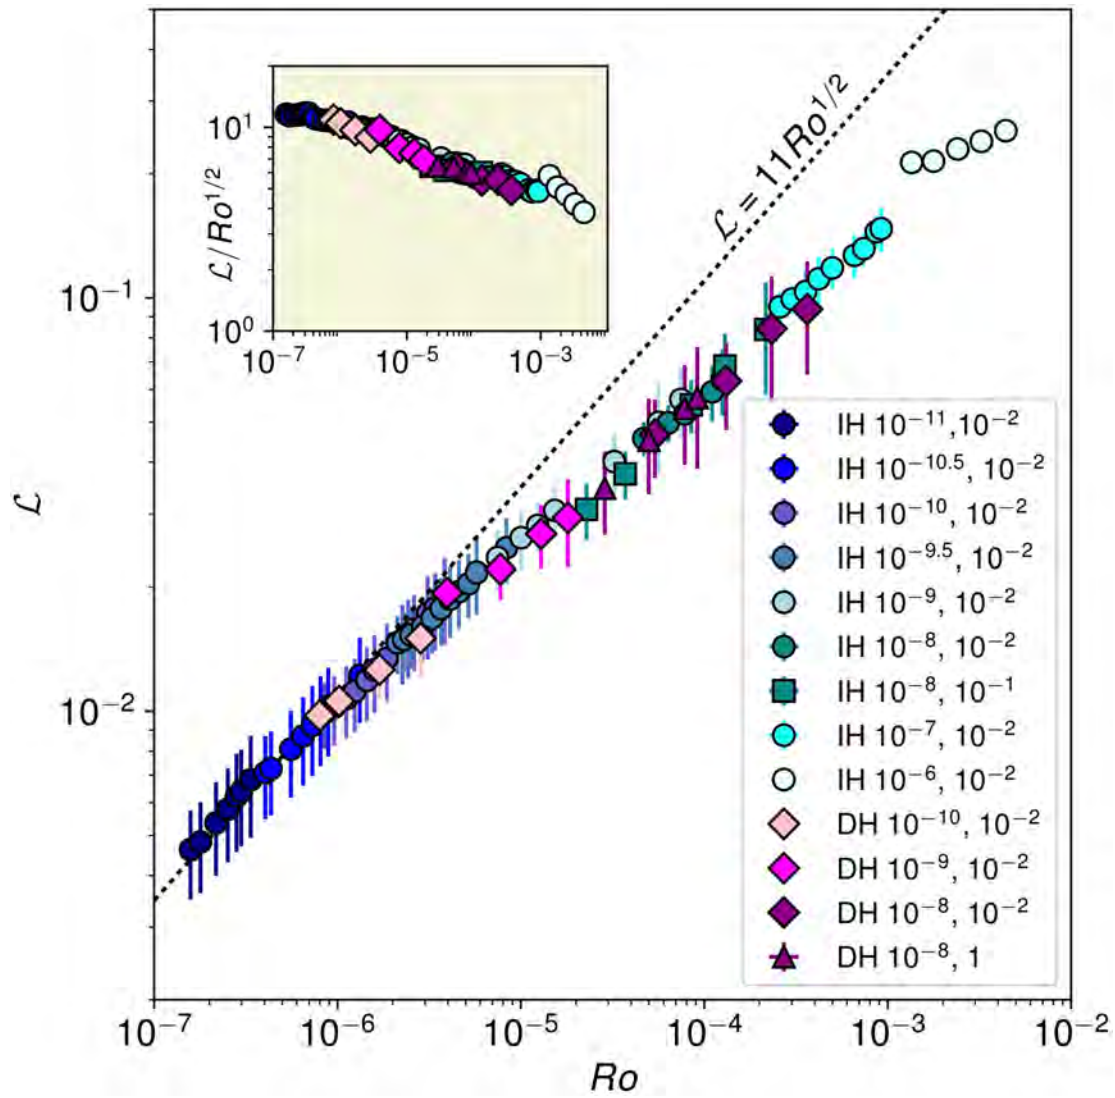 ℒ = 11Ro^{1/2}
ℒ/Ro^{1/2}
10^1
10^0
10^{-7} 10^{-5} 10^{-3}
ℒ
10^{-1}
10^{-2}
IH 10^{-11},10^{-2}
IH 10^{-10.5}, 10^{-2}
IH 10^{-10}, 10^{-2}
IH 10^{-9.5}, 10^{-2}
IH 10^{-9}, 10^{-2}
IH 10^{-8}, 10^{-2}
IH 10^{-8}, 10^{-1}
IH 10^{-7}, 10^{-2}
IH 10^{-6}, 10^{-2}
DH 10^{-10}, 10^{-2}
DH 10^{-9}, 10^{-2}
DH 10^{-8}, 10^{-2}
DH 10^{-8}, 1
10^{-7} 10^{-6} 10^{-5} 10^{-4} 10^{-3} 10^{-2}
Ro